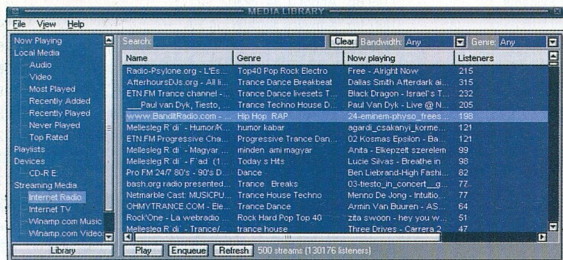 MEDIA LIBRARY
File View Help
Now Playing
Local Media
Audio
Video
Most Played
Recently Added
Recently Played
Never Played
Top Rated
Playlists
Devices
CD-R E:
Streaming Media
Internet Radio
Internet TV
Winamp.com Music
Winamp.com Video
Library
Search: Clear Bandwidth: Any Genre: Any
Name Genre Now playing Listeners
Radio-Psylone.org - L'Es... Top40 Pop Rock Electro Free - Alright Now 215
AfterhoursDJs.org - All li... Trance Dance Breakbeat Dallas Smith Afterdark ai... 315
ETN.FM Trance channel -... Trance Dance livesets T... Black Dragon - Israel's T... 232
___Paul van Dyk, Tiesto, ... Trance Techno House D... Paul Van Dyk - Live @ N... 205
www.BanditRadio.com - ... Hip Hop RAP 24-eminem-physo_frees... 198
Mellesleg R di - Humor/K... humor kabar agardi_csakanyi_korme... 121
ETN.FM Progressive Cha... Progressive Trance Dan... 02 Kosmas Epsilon - Ba... 121
Mellesleg R di - Magyar ... minden ami magyar Anita - Elkepzelt szerelem 99
Mellesleg R di - F ad (1... Today s Hits Lucie Silvas - Breathe in 98
Pro FM 24/7 80's - 90's D... Dance Ben Liebrand-High Fashi... 82
bash.org radio presented... Trance Breaks 03-tiesto_in_concert__g... 77
Netmarble Cast: MUSICPU... Trance House Techno Menno De Jong - Intuitio... 77
OHMYTRANCE.COM - Ele... Trance Dance Armin Van Buuren - AS... 64
Rock'One - La webradio ... Rock Hard Pop Top 40 zita swoon - hey you w... 51
Mellesleg R di - Trance/... trance house Three Drives - Carrera 2 47
Play Enqueue Refresh 500 streams (130176 listeners)